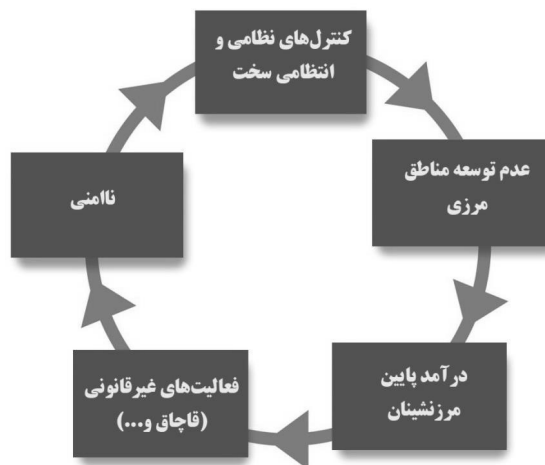 کنترل‌های نظامی و
انتظامی سخت
عدم توسعه مناطق
مرزی
درآمد پایین
مرزنشینان
فعالیت‌های غیرقانونی
(قاچاق و...)
ناامنی